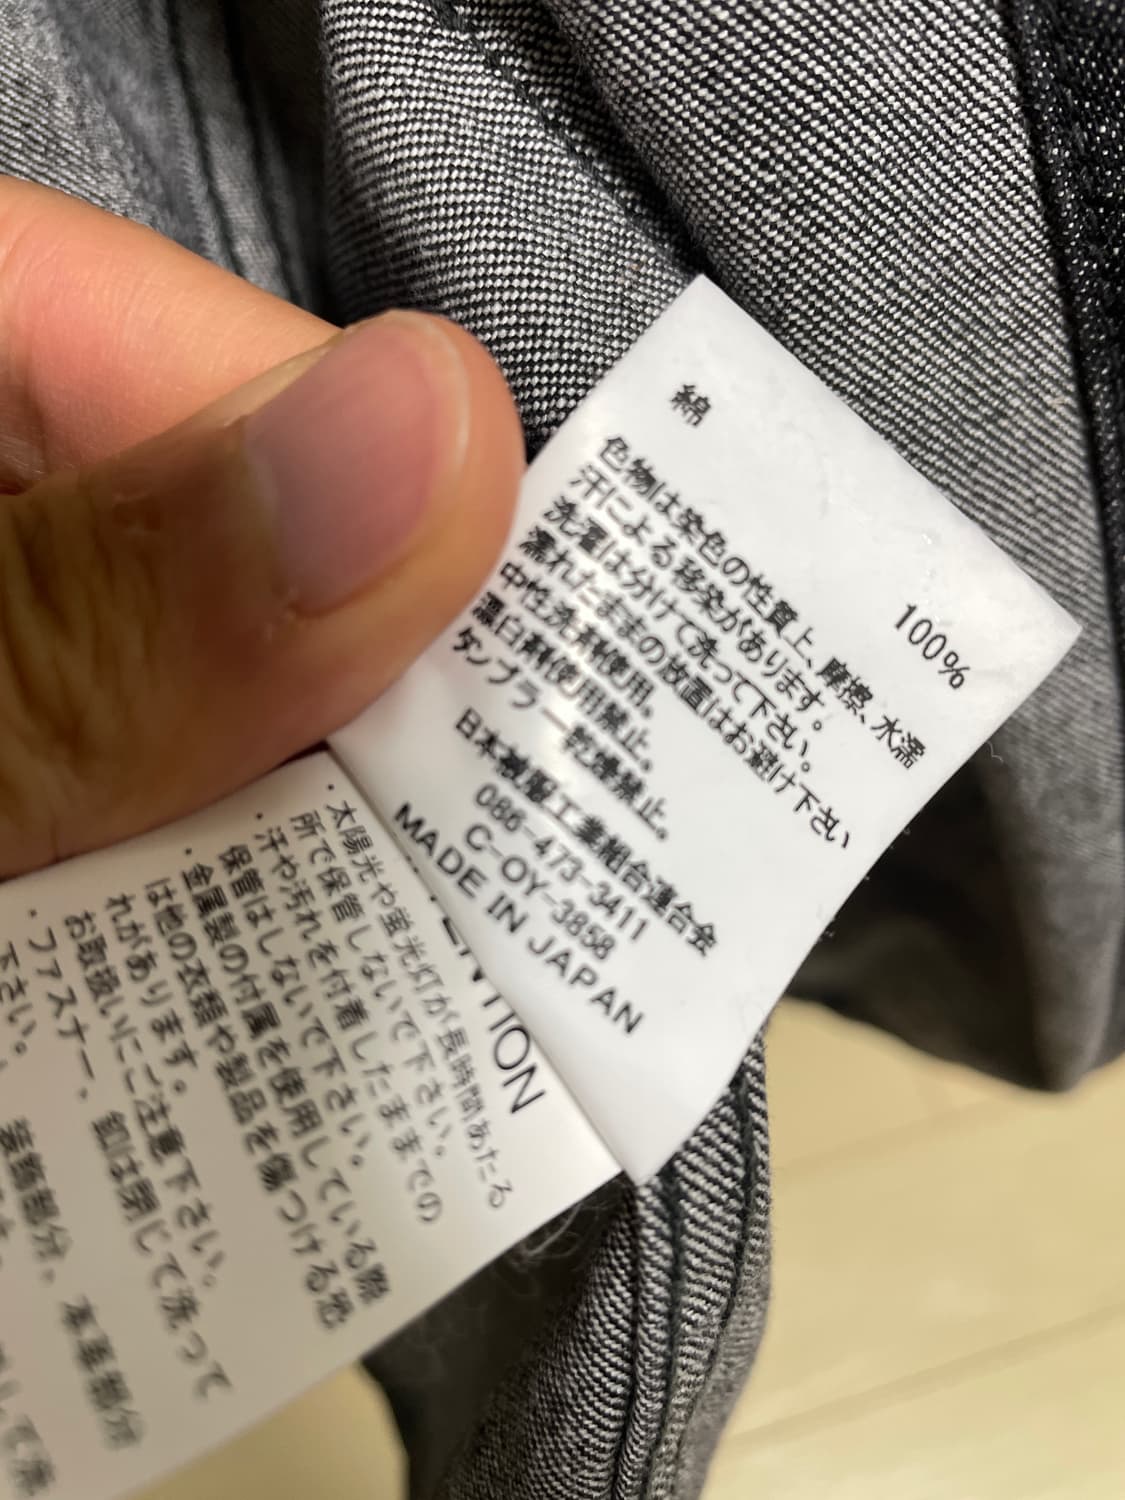 綿 100%
色物は染色の性質上、摩擦、水濡
汗による移染があります。
洗濯は分けて洗って下さい。
濡れたままの放置はお避け下さい
中性洗剤使用。
漂白剤使用禁止。
タンブラー乾燥禁止。
日本被服工業組合連合会
086-473-3411
C-OY-3858
MADE IN JAPAN
ENTION
・太陽光や蛍光灯が長時間あたる
所で保管しないで下さい。
・汗や汚れを付着したままでの
保管はしないで下さい。
・金属製の付属を使用している際
は他の衣類や製品を傷つける恐
れがあります。
お取扱いにご注意下さい。
・ファスナー、釦は閉じて洗って
下さい。
装飾部分、本革部分